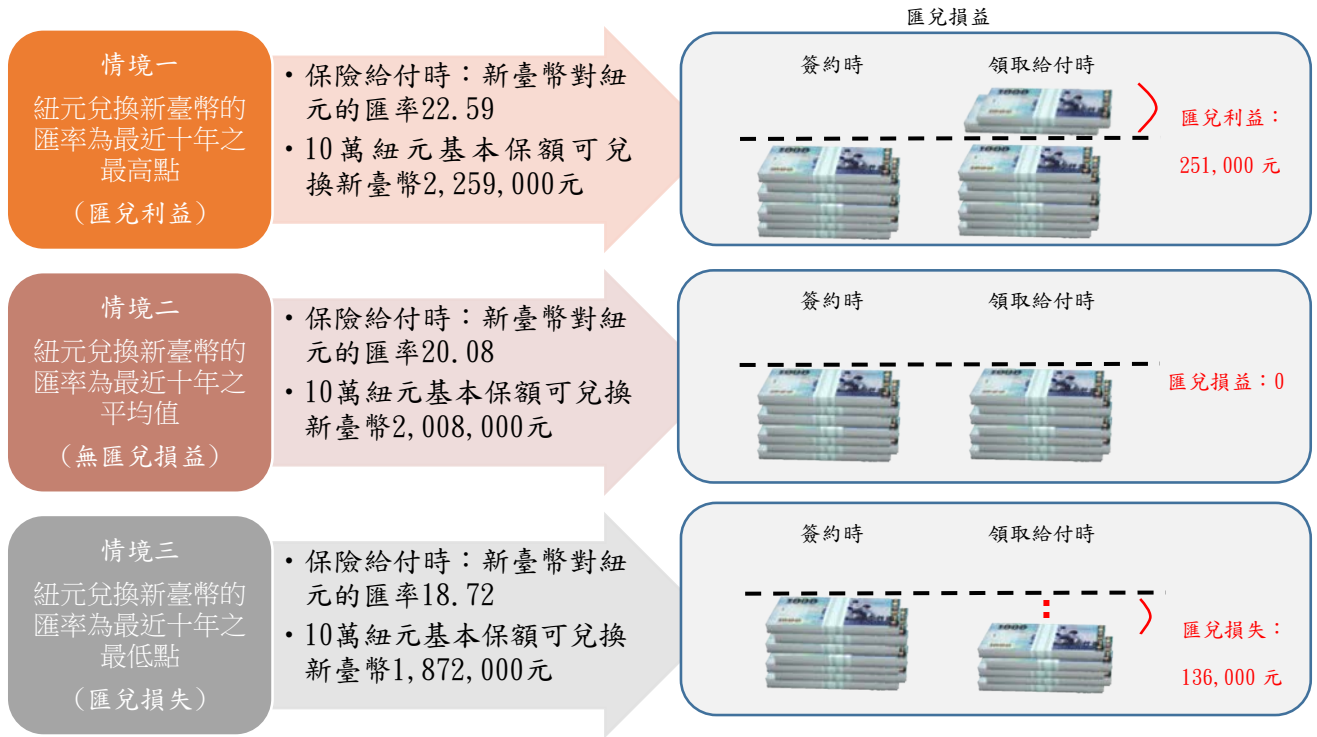 匯兌損益
情境一
紐元兌換新臺幣的
匯率為最近十年之
最高點
（匯兌利益）
・保險給付時：新臺幣對紐
元的匯率22.59
・10萬紐元基本保額可兌
換新臺幣2,259,000元
簽約時
領取給付時
匯兌利益：
251,000 元
情境二
紐元兌換新臺幣的
匯率為最近十年之
平均值
（無匯兌損益）
・保險給付時：新臺幣對紐
元的匯率20.08
・10萬紐元基本保額可兌換
新臺幣2,008,000元
簽約時
領取給付時
匯兌損益：0
情境三
紐元兌換新臺幣的
匯率為最近十年之
最低點
（匯兌損失）
・保險給付時：新臺幣對紐
元的匯率18.72
・10萬紐元基本保額可兌換
新臺幣1,872,000元
簽約時
領取給付時
匯兌損失：
136,000 元